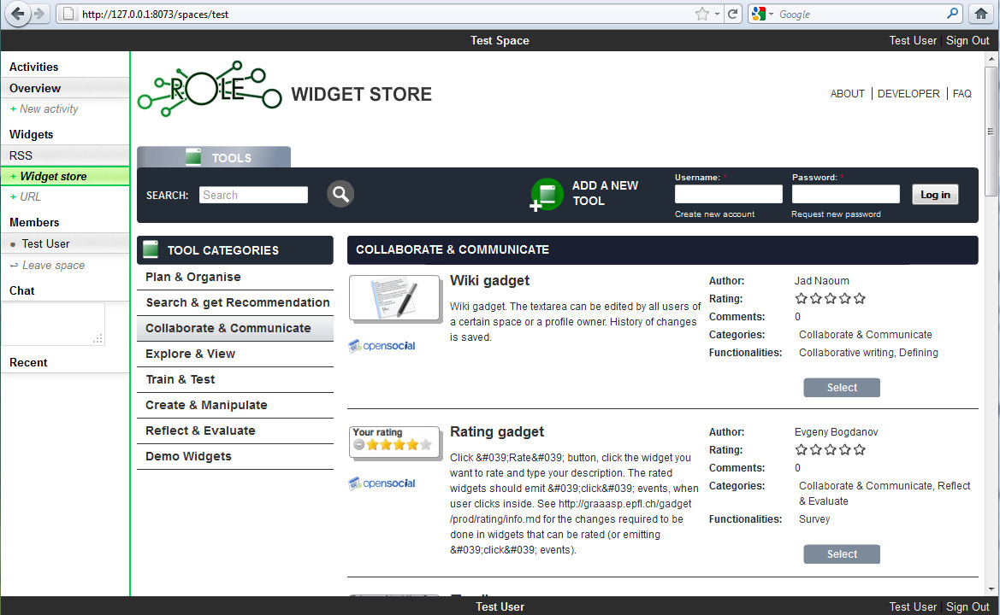 http://127.0.0.1:8073/spaces/test
Google
Test Space
Test User | Sign Out
Activities
Overview
+ New activity
Widgets
RSS
+ Widget store
+ URL
Members
● Test User
↩ Leave space
Chat
Recent
ROLE
WIDGET STORE
ABOUT | DEVELOPER | FAQ
TOOLS
SEARCH: Search
ADD A NEW
TOOL
Username: *
Create new account
Password: *
Request new password
Log in
TOOL CATEGORIES
Plan & Organise
Search & get Recommendation
Collaborate & Communicate
Explore & View
Train & Test
Create & Manipulate
Reflect & Evaluate
Demo Widgets
COLLABORATE & COMMUNICATE
opensocial
Wiki gadget
Wiki gadget. The textarea can be edited by all users of
a certain space or a profile owner. History of changes
is saved.
Author: Jad Naoum
Rating:
Comments: 0
Categories: Collaborate & Communicate
Functionalities: Collaborative writing, Defining
Select
Your rating
opensocial
Rating gadget
Click &#039;Rate&#039; button, click the widget you
want to rate and type your description. The rated
widgets should emit &#039;click&#039; events, when
user clicks inside. See http://graaasp.epfl.ch/gadget
/prod/rating/info.md for the changes required to be
done in widgets that can be rated (or emitting
&#039;click&#039; events).
Author: Evgeny Bogdanov
Rating:
Comments: 0
Categories: Collaborate & Communicate, Reflect
& Evaluate
Functionalities: Survey
Select
Test User
Test User | Sign Out